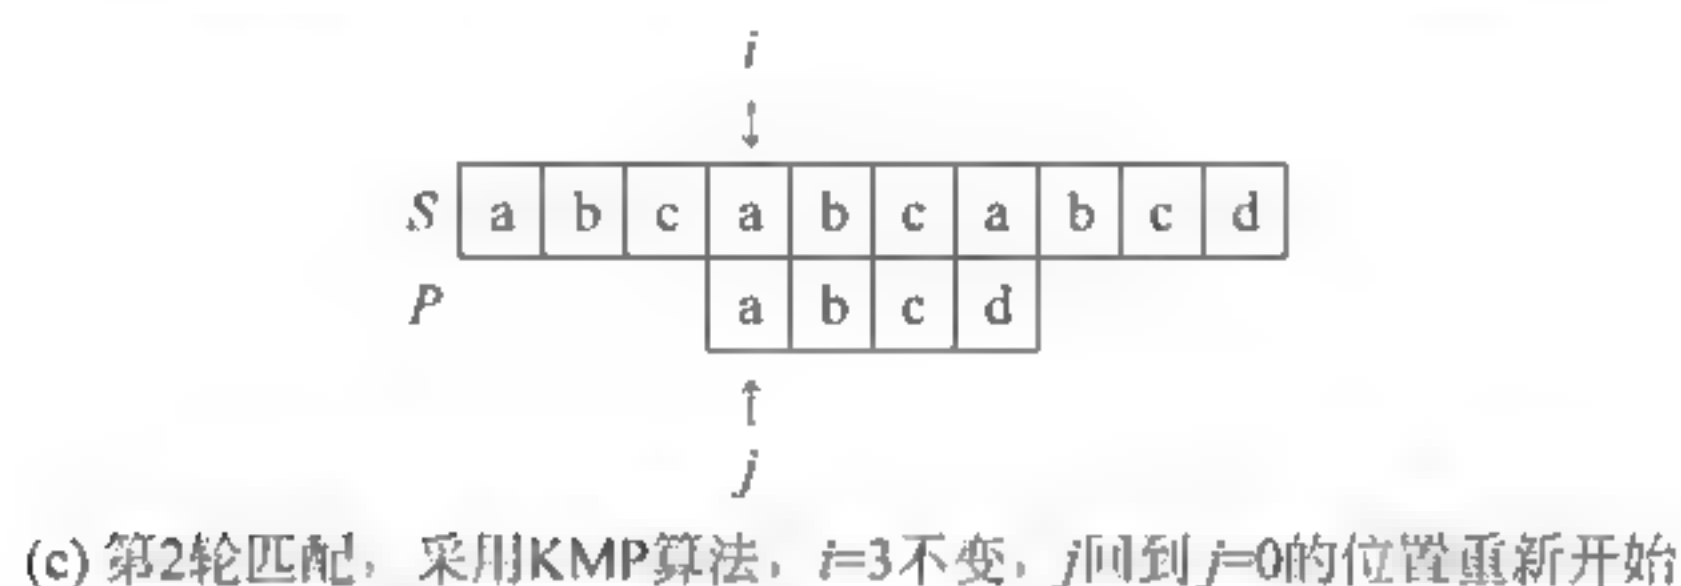 i
S a b c a b c a b c d
P a b c d
j
(c) 第2轮匹配，采用KMP算法，i=3不变，j回到j=0的位置重新开始